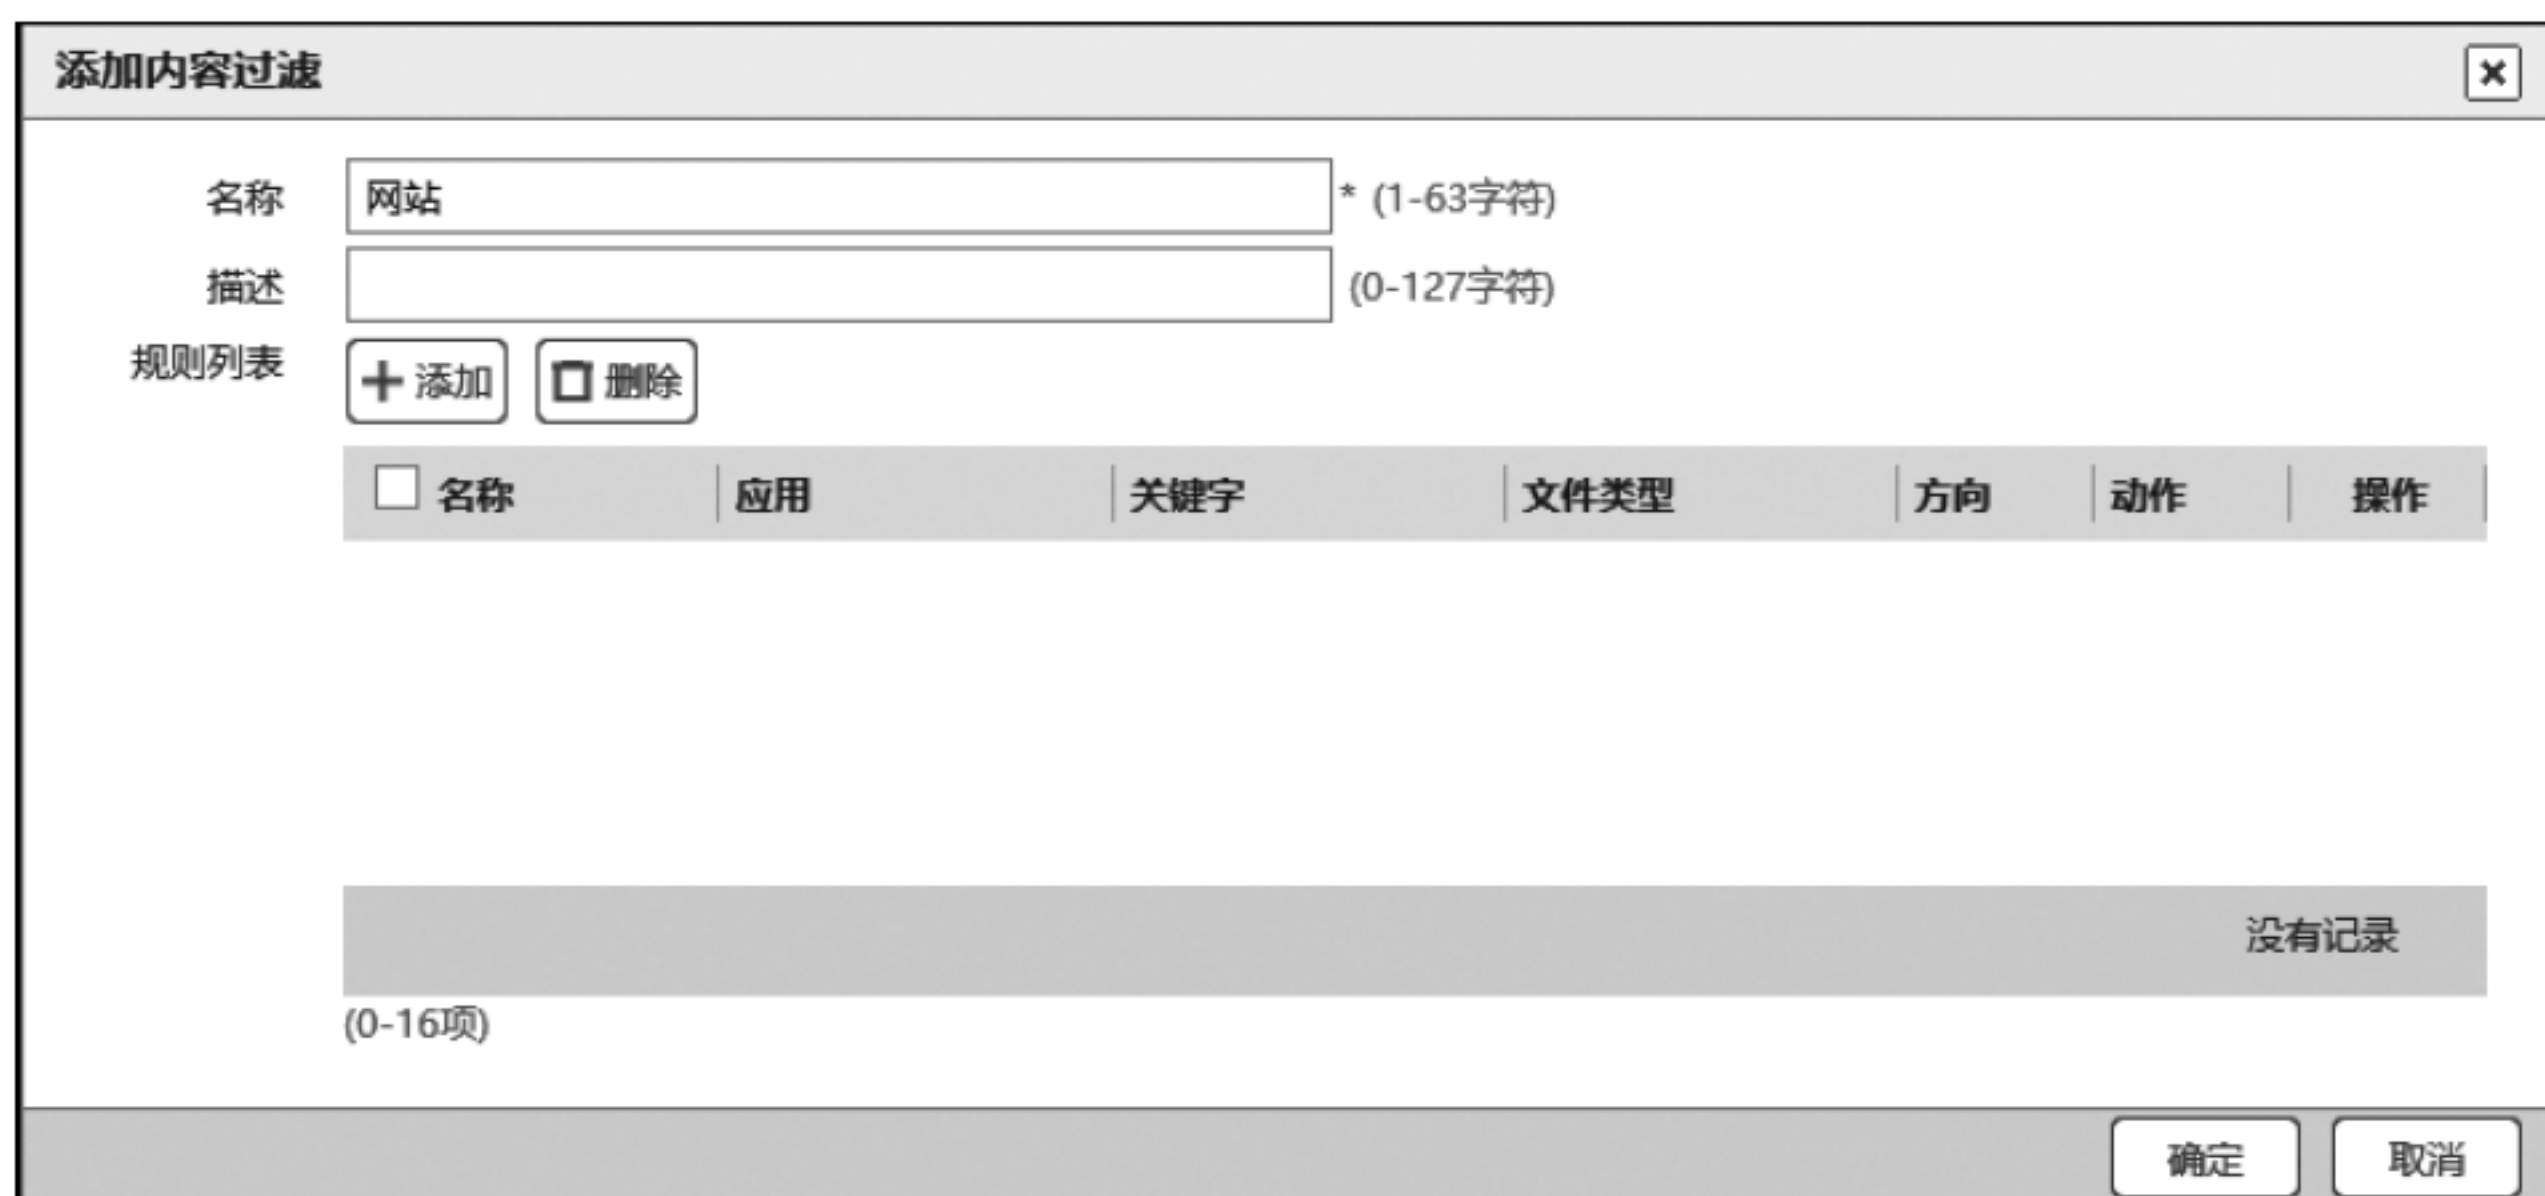 添加内容过滤
名称 网站 * (1-63字符)
描述 (0-127字符)
规则列表 添加 删除
名称 应用 关键字 文件类型 方向 动作 操作
没有记录
(0-16项)
确定 取消